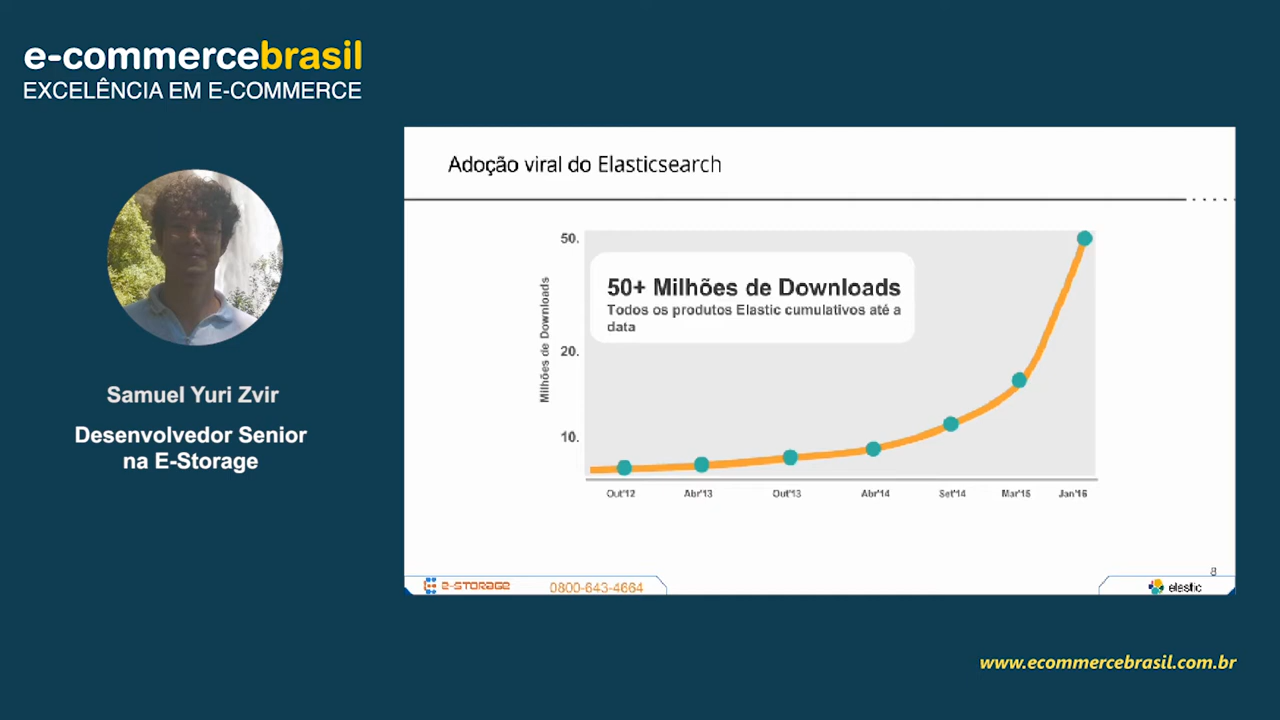 e-commercebrasil
EXCELÊNCIA EM E-COMMERCE
Samuel Yuri Zvir
Desenvolvedor Senior
na E-Storage
Adoção viral do Elasticsearch
50.
20.
10.
Milhões de Downloads
50+ Milhões de Downloads
Todos os produtos Elastic cumulativos até a
data
Out'12 Abr'13 Out'13 Abr'14 Set'14 Mar'15 Jan'16
8
E-STORAGE 0800-643-4664
elastic
www.ecommercebrasil.com.br